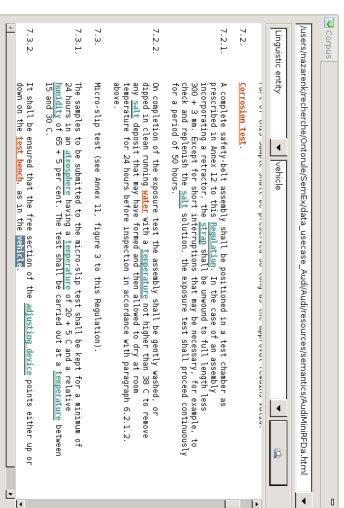 Corpus
/users/nazarenk/recherche/Ontorule/SemEx/data_usecase_Audi/Audi/resources/semantics/AudiMiniRFIa.html
Linguistic entity
vehicle
7.2. Corrosion test.
7.2.1. A complete safety-belt assembly shall be positioned in a test chamber as
prescribed in Annex 12 to this Regulation. In the case of an assembly
incorporating a retractor, the strap shall be unwound to full length less
300 + 3 mm. Except for short interruptions that may be necessary, for example, to
check and replenish the salt solution, the exposure test shall proceed continuously
for a period of 50 hours.
7.2.2. On completion of the exposure test the assembly shall be gently washed, or
dipped in clean running water with a temperature not higher than 38 C to remove
any salt deposit that may have formed and then allowed to dry at room
temperature for 24 hours before inspection in accordance with paragraph 6.2.1.2.
above.
7.3. Micro-slip test (see Annex 11, figure 3 to this Regulation).
7.3.1. The samples to be submitted to the micro-slip test shall be kept for a minimum of
24 hours in an atmosphere having a temperature of 20 + 5 C and a relative
humidity of 65 + 5 per cent. The test shall be carried out at a temperature between
15 and 30 C.
7.3.2. It shall be ensured that the free section of the adjusting device points either up or
down on the test bench, as in the vehicle.